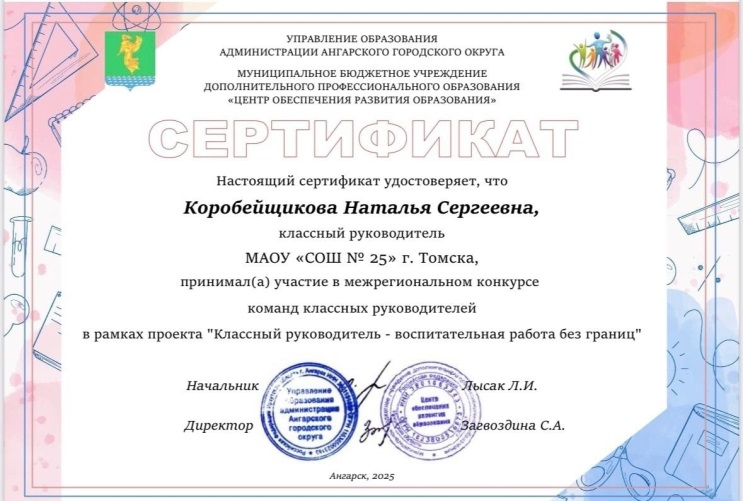 УПРАВЛЕНИЕ ОБРАЗОВАНИЯ
АДМИНИСТРАЦИИ АНГАРСКОГО ГОРОДСКОГО ОКРУГА
МУНИЦИПАЛЬНОЕ БЮДЖЕТНОЕ УЧРЕЖДЕНИЕ
ДОПОЛНИТЕЛЬНОГО ПРОФЕССИОНАЛЬНОГО ОБРАЗОВАНИЯ
«ЦЕНТР ОБЕСПЕЧЕНИЯ РАЗВИТИЯ ОБРАЗОВАНИЯ»
СЕРТИФИКАТ
Настоящий сертификат удостоверяет, что
Коробейщикова Наталья Сергеевна,
классный руководитель
МАОУ «СОШ № 25» г. Томска,
принимал(а) участие в межрегиональном конкурсе
команд классных руководителей
в рамках проекта "Классный руководитель - воспитательная работа без границ"
Начальник
Лысак Л.И.
Директор
Загвоздина С.А.
Управление
образования
администрации
Ангарского
городского
округа
Центр
обеспечения
развития
образования
Ангарск, 2025